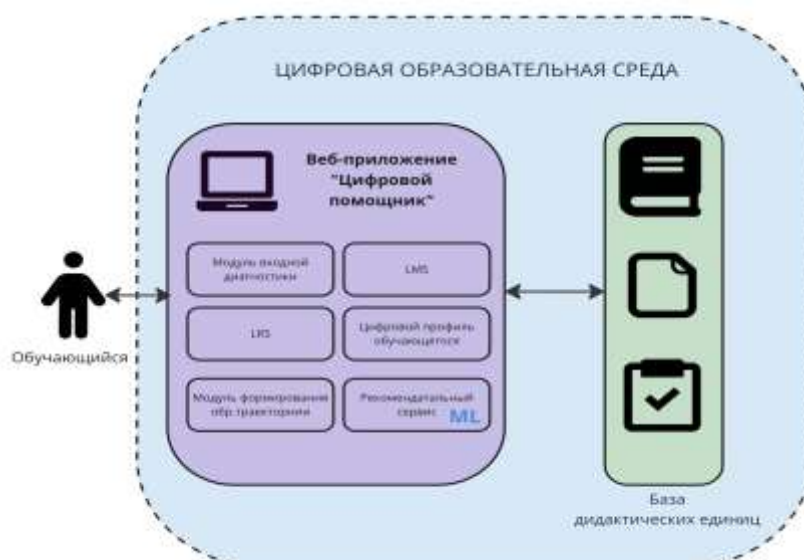 ЦИФРОВАЯ ОБРАЗОВАТЕЛЬНАЯ СРЕДА
Веб-приложение
"Цифровой
помощник"
Модуль входной
диагностики
LMS
LRS
Цифровой профиль
обучающегося
Модуль формирования
обр.траектории
Рекомендатальный
сервис
ML
Обучающийся
База
дидактических единиц